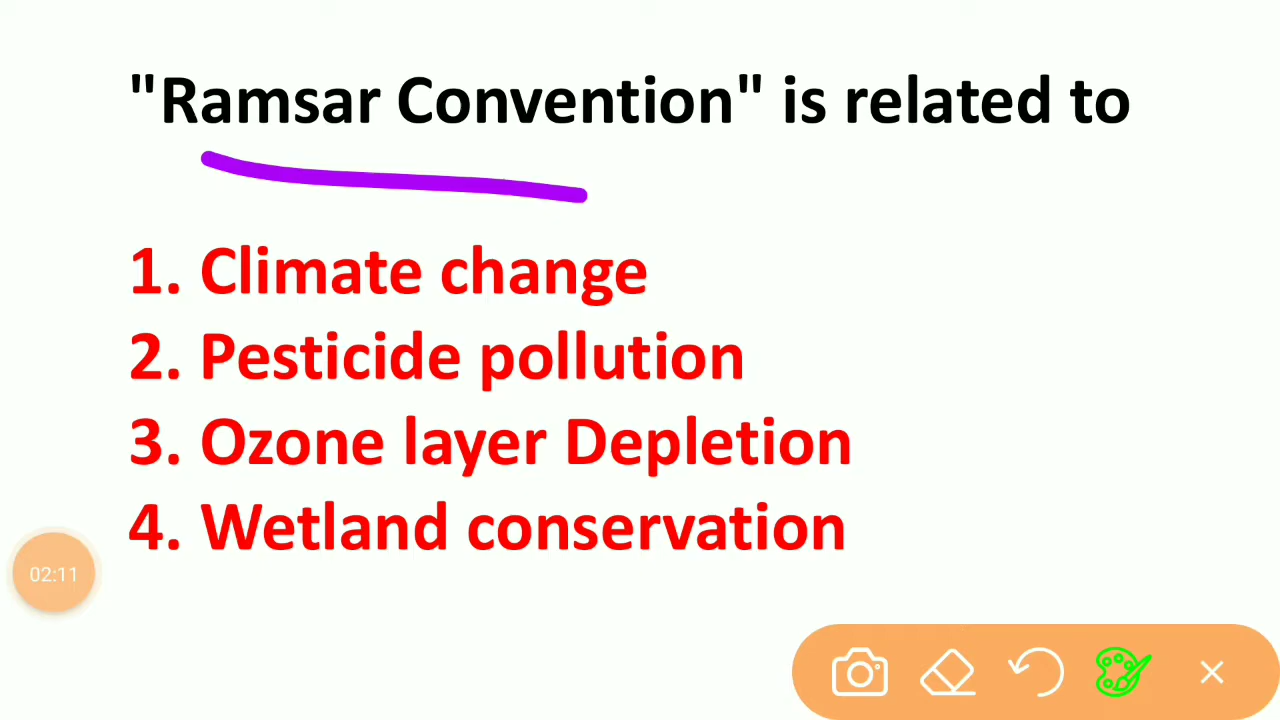 "Ramsar Convention" is related to
1. Climate change
2. Pesticide pollution
3. Ozone layer Depletion
4. Wetland conservation
02:11